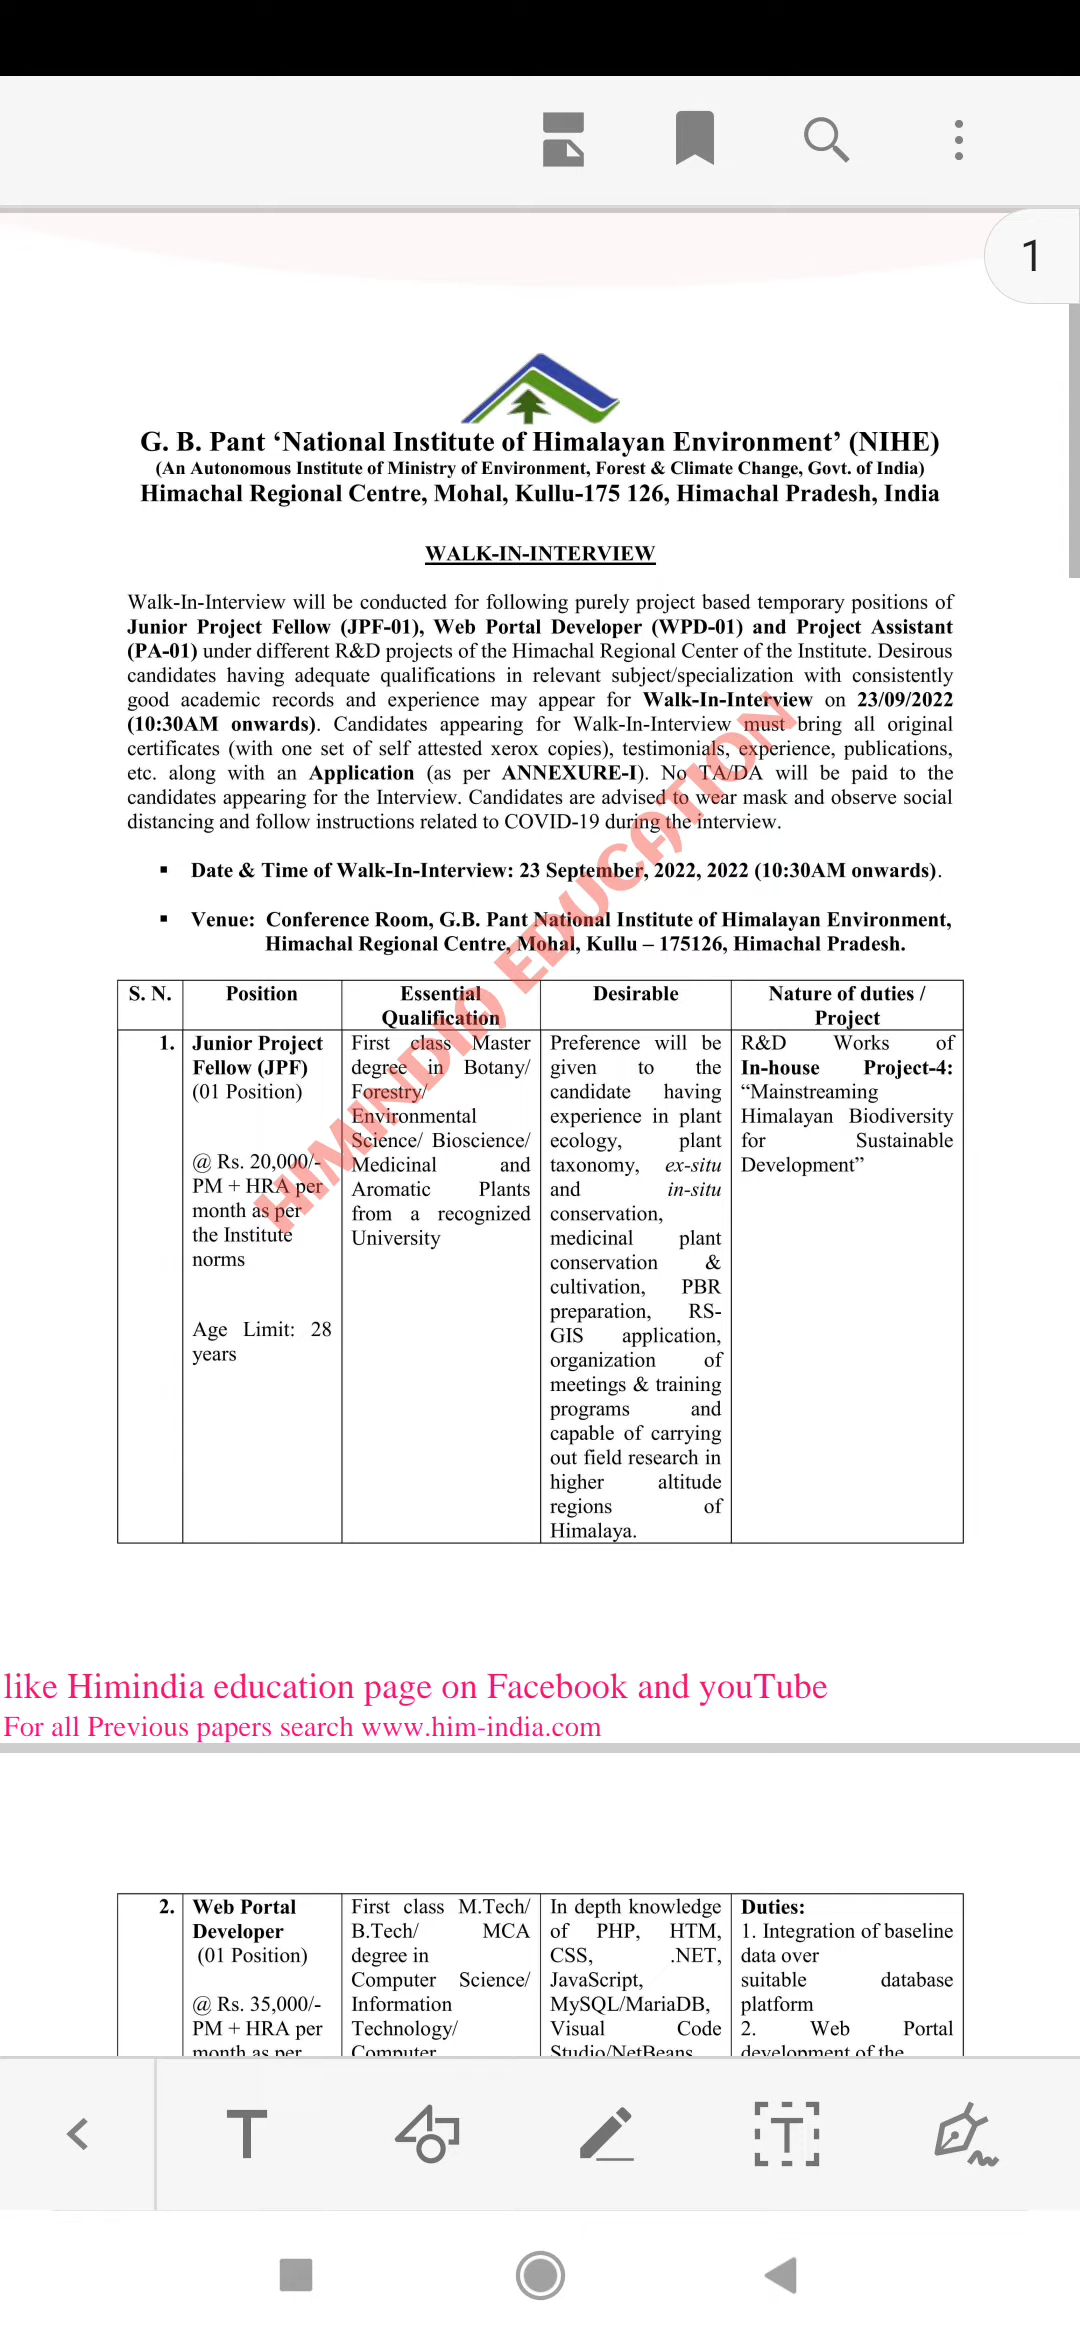 1
G. B. Pant ‘National Institute of Himalayan Environment’ (NIHE)
(An Autonomous Institute of Ministry of Environment, Forest & Climate Change, Govt. of India)
Himachal Regional Centre, Mohal, Kullu-175 126, Himachal Pradesh, India
WALK-IN-INTERVIEW
Walk-In-Interview will be conducted for following purely project based temporary positions of
Junior Project Fellow (JPF-01), Web Portal Developer (WPD-01) and Project Assistant
(PA-01) under different R&D projects of the Himachal Regional Center of the Institute. Desirous
candidates having adequate qualifications in relevant subject/specialization with consistently
good academic records and experience may appear for Walk-In-Interview on 23/09/2022
(10:30AM onwards). Candidates appearing for Walk-In-Interview must bring all original
certificates (with one set of self attested xerox copies), testimonials, experience, publications,
etc. along with an Application (as per ANNEXURE-I). No TA/DA will be paid to the
candidates appearing for the Interview. Candidates are advised to wear mask and observe social
distancing and follow instructions related to COVID-19 during the interview.
▪ Date & Time of Walk-In-Interview: 23 September, 2022, 2022 (10:30AM onwards).
▪ Venue: Conference Room, G.B. Pant National Institute of Himalayan Environment,
Himachal Regional Centre, Mohal, Kullu – 175126, Himachal Pradesh.
HIMINDIA EDUCATION
S. N.
Position
Essential
Qualification
Desirable
Nature of duties /
Project
1.
Junior Project
Fellow (JPF)
(01 Position)
@ Rs. 20,000/-
PM + HRA per
month as per
the Institute
norms
Age Limit: 28
years
First class Master
degree in Botany/
Forestry/
Environmental
Science/ Bioscience/
Medicinal and
Aromatic Plants
from a recognized
University
Preference will be
given to the
candidate having
experience in plant
ecology, plant
taxonomy, ex-situ
and in-situ
conservation,
medicinal plant
conservation &
cultivation, PBR
preparation, RS-
GIS application,
organization of
meetings & training
programs and
capable of carrying
out field research in
higher altitude
regions of
Himalaya.
R&D Works of
In-house Project-4:
“Mainstreaming
Himalayan Biodiversity
for Sustainable
Development”
like Himindia education page on Facebook and youTube
For all Previous papers search www.him-india.com
2.
Web Portal
Developer
(01 Position)
@ Rs. 35,000/-
PM + HRA per
month as per
First class M.Tech/
B.Tech/ MCA
degree in
Computer Science/
Information
Technology/
Computer
In depth knowledge
of PHP, HTM,
CSS, .NET,
JavaScript,
MySQL/MariaDB,
Visual Code
Studio/NetBeans
Duties:
1. Integration of baseline
data over
suitable database
platform
2. Web Portal
development of the